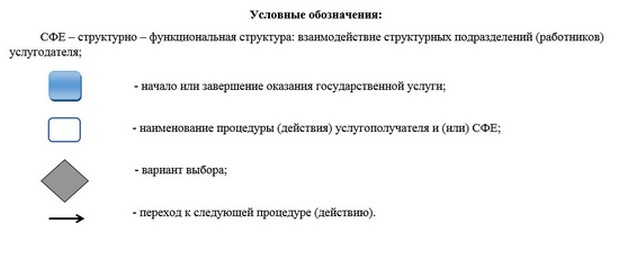 Условные обозначения:
СФЕ – структурно – функциональная структура: взаимодействие структурных подразделений (работников)
услугодателя;
- начало или завершение оказания государственной услуги;
- наименование процедуры (действия) услугополучателя и (или) СФЕ;
- вариант выбора;
- переход к следующей процедуре (действию).